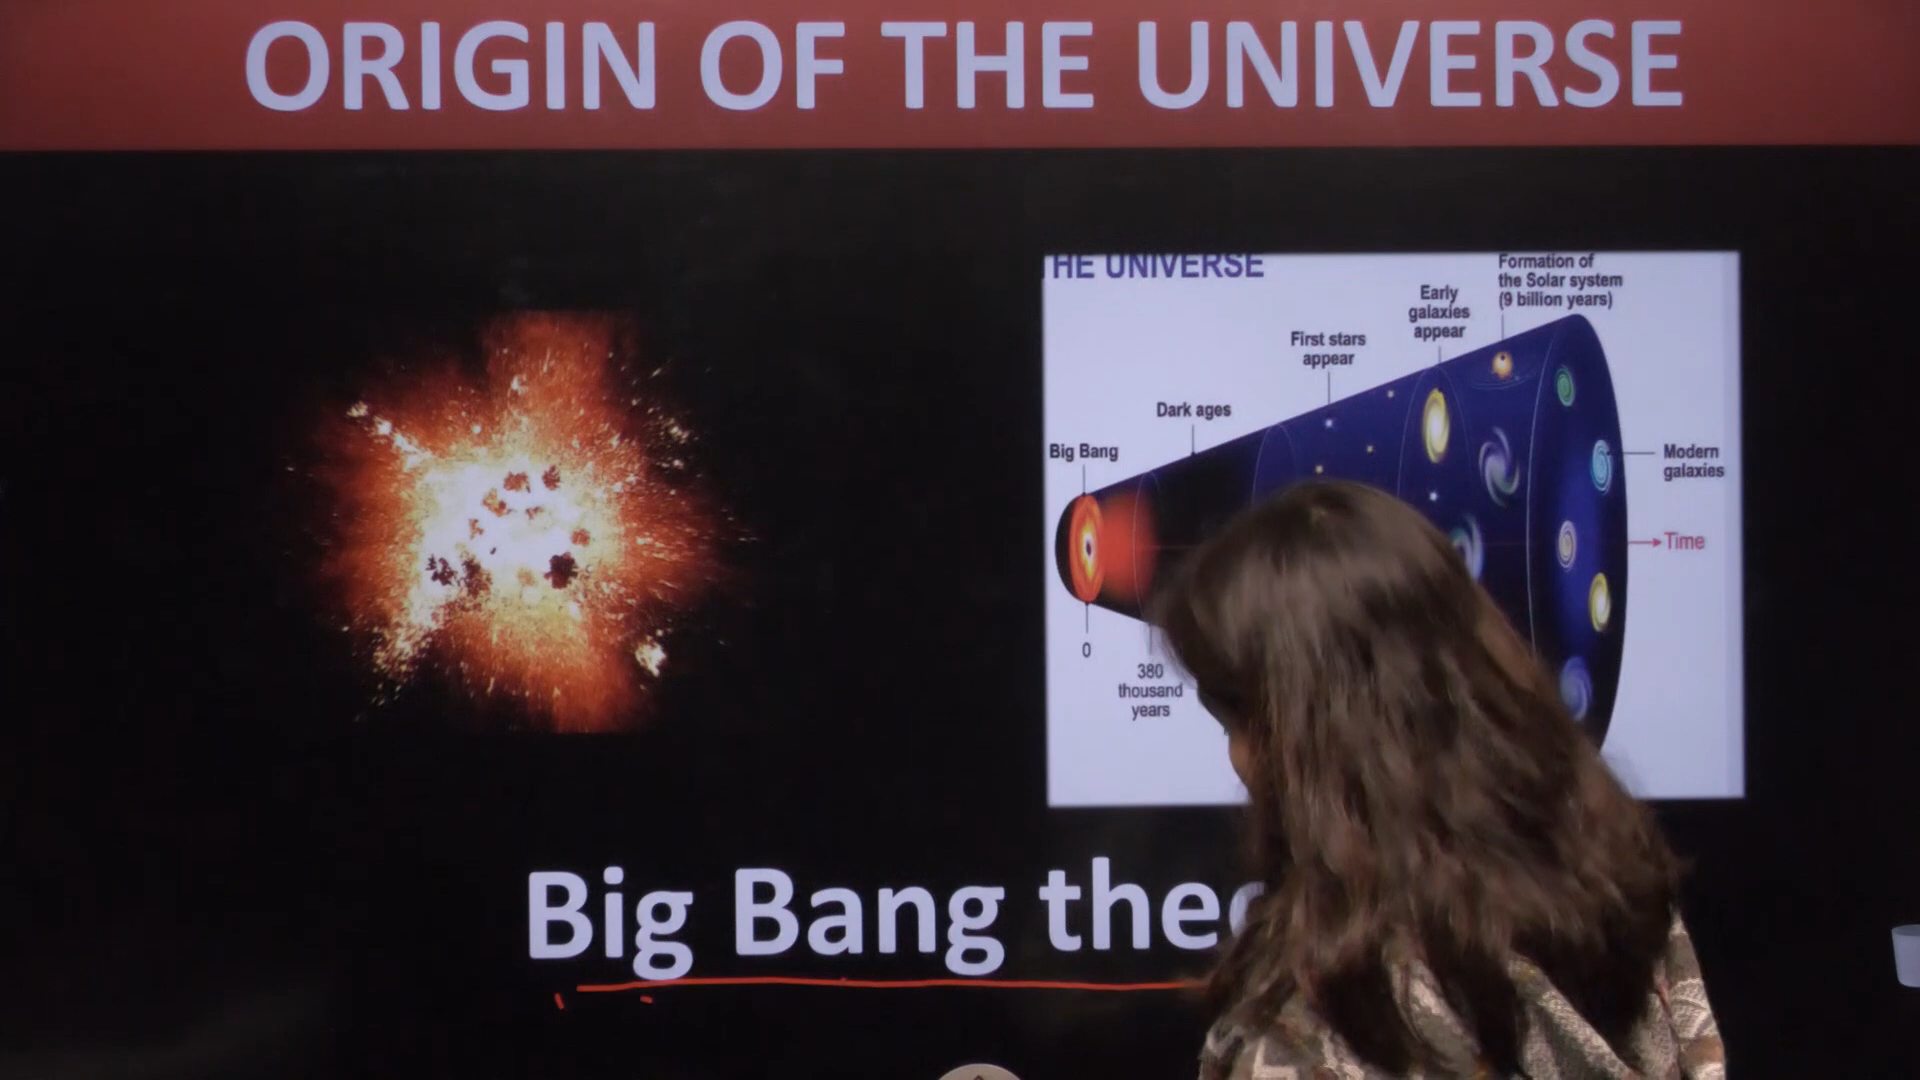 ORIGIN OF THE UNIVERSE
HE UNIVERSE
Formation of
the Solar system
(9 billion years)
Early
galaxies
appear
First stars
appear
Dark ages
Big Bang
Modern
galaxies
Time
0
380
thousand
years
Big Bang